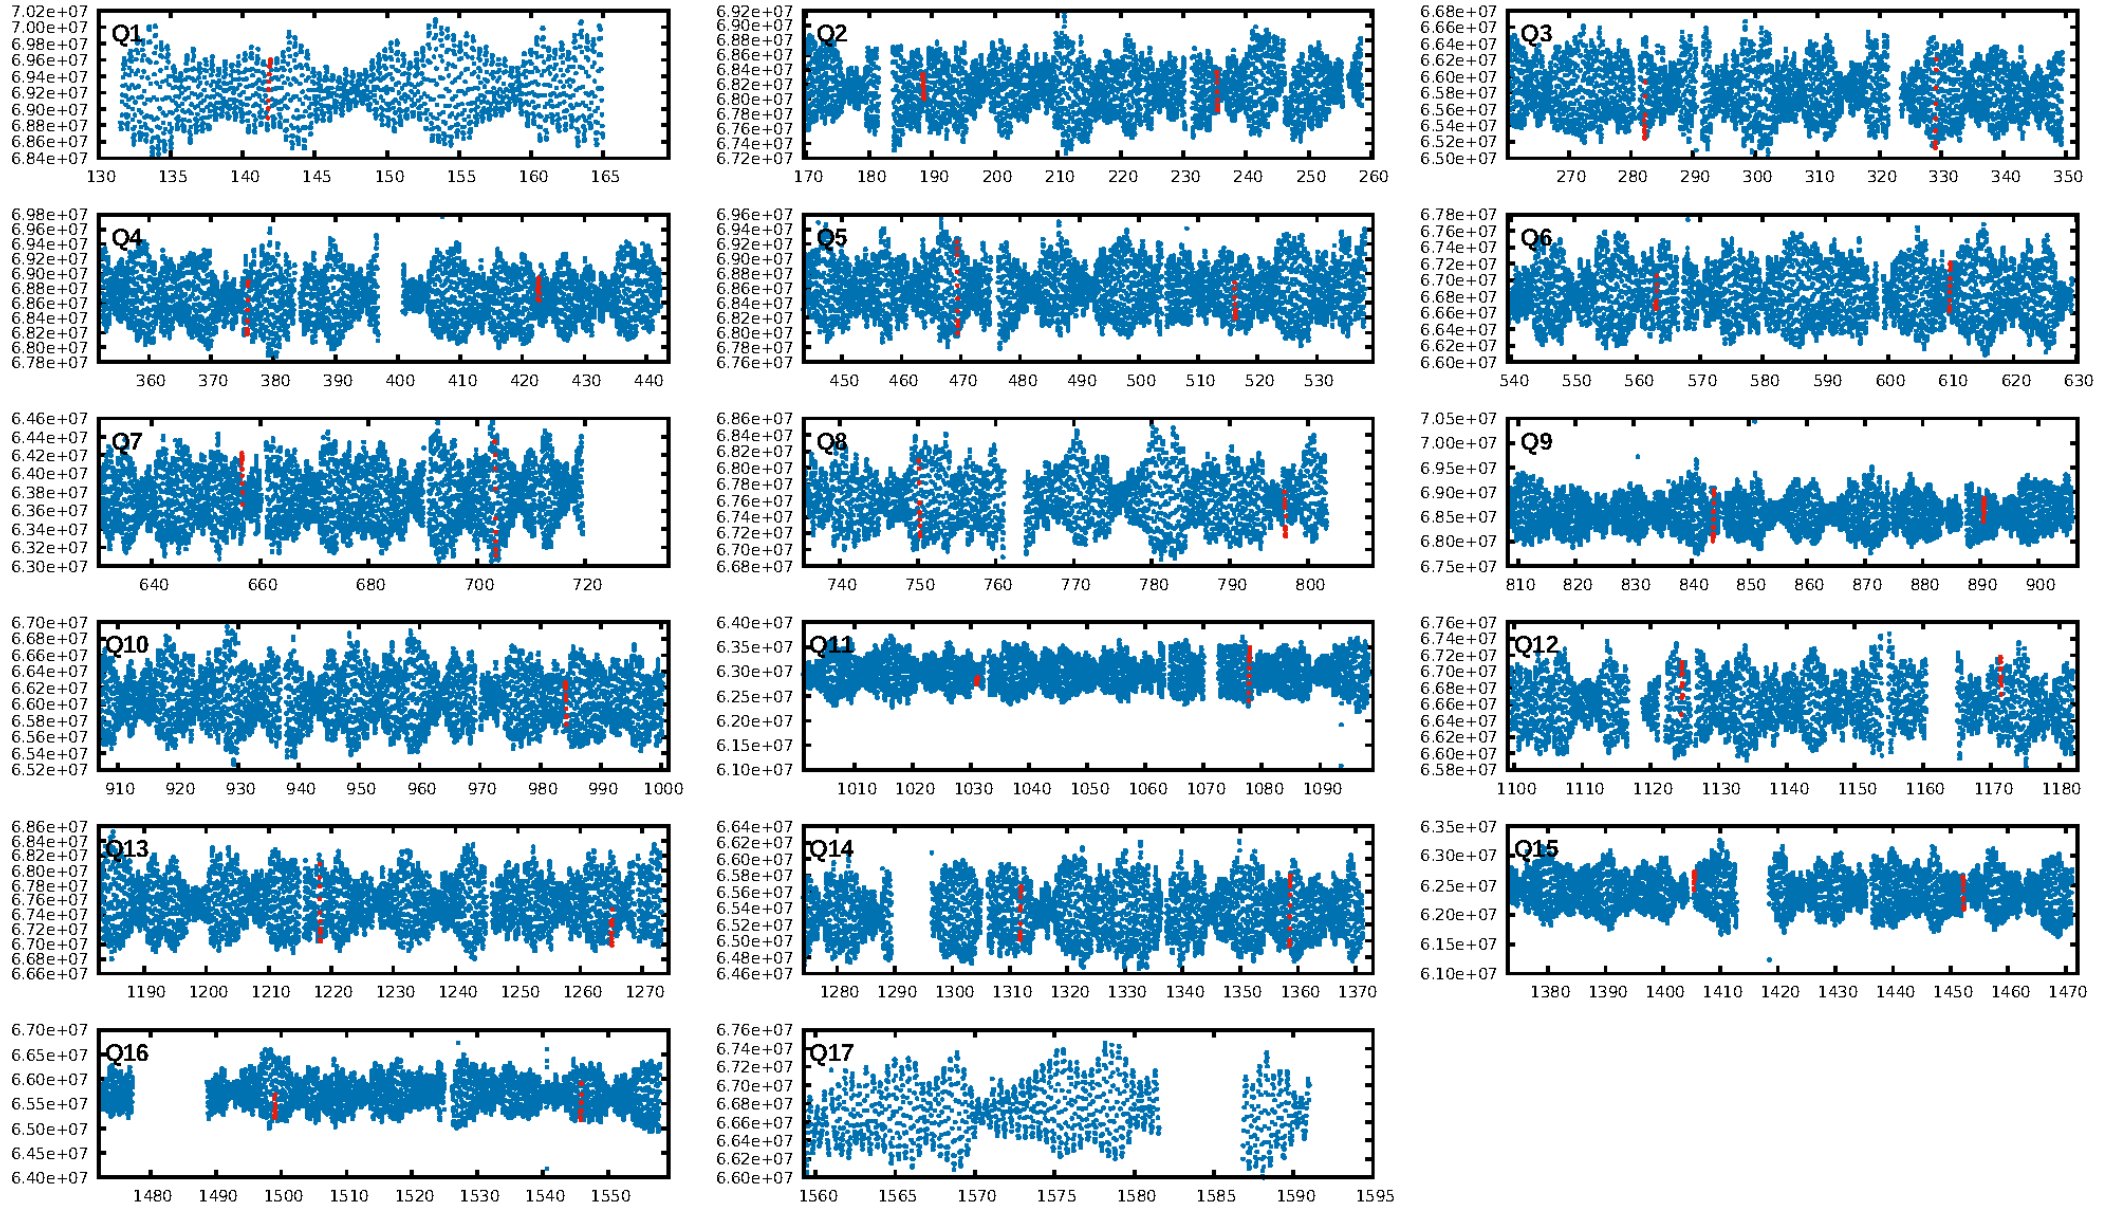 Q1
7.02e+07
7.00e+07
6.98e+07
6.96e+07
6.94e+07
6.92e+07
6.90e+07
6.88e+07
6.86e+07
6.84e+07
130 135 140 145 150 155 160 165
Q2
6.92e+07
6.90e+07
6.88e+07
6.86e+07
6.84e+07
6.82e+07
6.80e+07
6.78e+07
6.76e+07
6.74e+07
6.72e+07
170 180 190 200 210 220 230 240 250 260
Q3
6.68e+07
6.66e+07
6.64e+07
6.62e+07
6.60e+07
6.58e+07
6.56e+07
6.54e+07
6.52e+07
6.50e+07
270 280 290 300 310 320 330 340 350
Q4
6.98e+07
6.96e+07
6.94e+07
6.92e+07
6.90e+07
6.88e+07
6.86e+07
6.84e+07
6.82e+07
6.80e+07
6.78e+07
360 370 380 390 400 410 420 430 440
Q5
6.96e+07
6.94e+07
6.92e+07
6.90e+07
6.88e+07
6.86e+07
6.84e+07
6.82e+07
6.80e+07
6.78e+07
6.76e+07
450 460 470 480 490 500 510 520 530
Q6
6.78e+07
6.76e+07
6.74e+07
6.72e+07
6.70e+07
6.68e+07
6.66e+07
6.64e+07
6.62e+07
6.60e+07
540 550 560 570 580 590 600 610 620 630
Q7
6.46e+07
6.44e+07
6.42e+07
6.40e+07
6.38e+07
6.36e+07
6.34e+07
6.32e+07
6.30e+07
640 660 680 700 720
Q8
6.86e+07
6.84e+07
6.82e+07
6.80e+07
6.78e+07
6.76e+07
6.74e+07
6.72e+07
6.70e+07
6.68e+07
740 750 760 770 780 790 800
Q9
7.05e+07
7.00e+07
6.95e+07
6.90e+07
6.85e+07
6.80e+07
6.75e+07
810 820 830 840 850 860 870 880 890 900
Q10
6.70e+07
6.68e+07
6.66e+07
6.64e+07
6.62e+07
6.60e+07
6.58e+07
6.56e+07
6.54e+07
6.52e+07
910 920 930 940 950 960 970 980 990 1000
Q11
6.40e+07
6.35e+07
6.30e+07
6.25e+07
6.20e+07
6.15e+07
6.10e+07
1010 1020 1030 1040 1050 1060 1070 1080 1090
Q12
6.76e+07
6.74e+07
6.72e+07
6.70e+07
6.68e+07
6.66e+07
6.64e+07
6.62e+07
6.60e+07
6.58e+07
1100 1110 1120 1130 1140 1150 1160 1170 1180
Q13
6.86e+07
6.84e+07
6.82e+07
6.80e+07
6.78e+07
6.76e+07
6.74e+07
6.72e+07
6.70e+07
6.68e+07
6.66e+07
1190 1200 1210 1220 1230 1240 1250 1260 1270
Q14
6.64e+07
6.62e+07
6.60e+07
6.58e+07
6.56e+07
6.54e+07
6.52e+07
6.50e+07
6.48e+07
6.46e+07
1280 1290 1300 1310 1320 1330 1340 1350 1360 1370
Q15
6.35e+07
6.30e+07
6.25e+07
6.20e+07
6.15e+07
6.10e+07
1380 1390 1400 1410 1420 1430 1440 1450 1460 1470
Q16
6.70e+07
6.65e+07
6.60e+07
6.55e+07
6.50e+07
6.45e+07
6.40e+07
1480 1490 1500 1510 1520 1530 1540 1550
Q17
6.76e+07
6.74e+07
6.72e+07
6.70e+07
6.68e+07
6.66e+07
6.64e+07
6.62e+07
6.60e+07
1560 1565 1570 1575 1580 1585 1590 1595